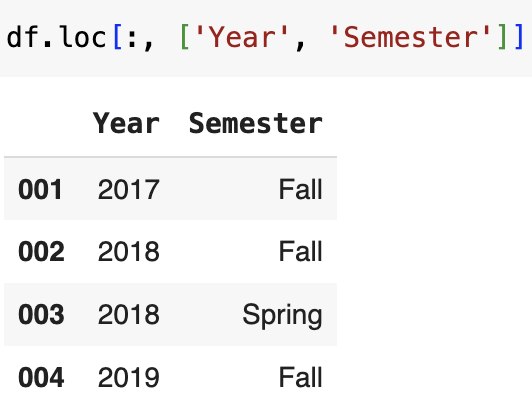 df.loc[:, ['Year', 'Semester']]
Year Semester
001 2017 Fall
002 2018 Fall
003 2018 Spring
004 2019 Fall